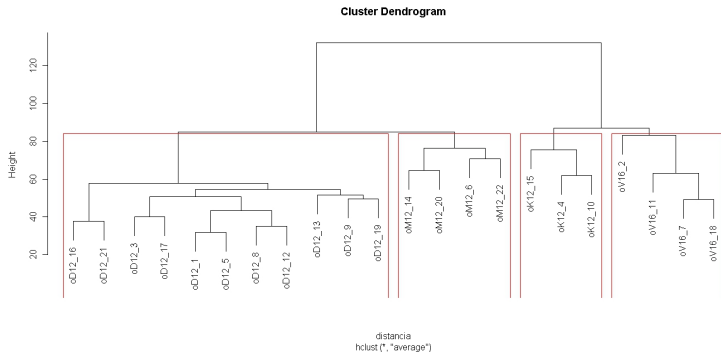 Cluster Dendrogram
Height
120
100
80
60
40
20
oD12_16
oD12_21
oD12_3
oD12_17
oD12_1
oD12_5
oD12_8
oD12_12
oD12_13
oD12_9
oD12_19
oM12_14
oM12_20
oM12_6
oM12_22
oK12_15
oK12_4
oK12_10
oV16_2
oV16_11
oV16_7
oV16_18
distancia
hclust (*, "average")